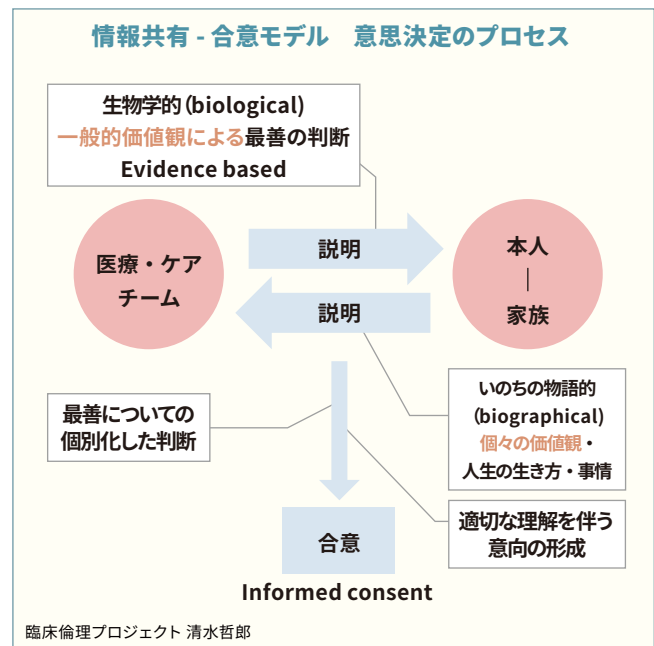 情報共有 - 合意モデル　意思決定のプロセス
生物学的（biological）
一般的価値観による最善の判断
Evidence based
医療・ケア
チーム
説明
本人
｜
家族
説明
最善についての
個別化した判断
いのちの物語的
（biographical）
個々の価値観・
人生の生き方・事情
適切な理解を伴う
意向の形成
合意
Informed consent
臨床倫理プロジェクト 清水哲郎